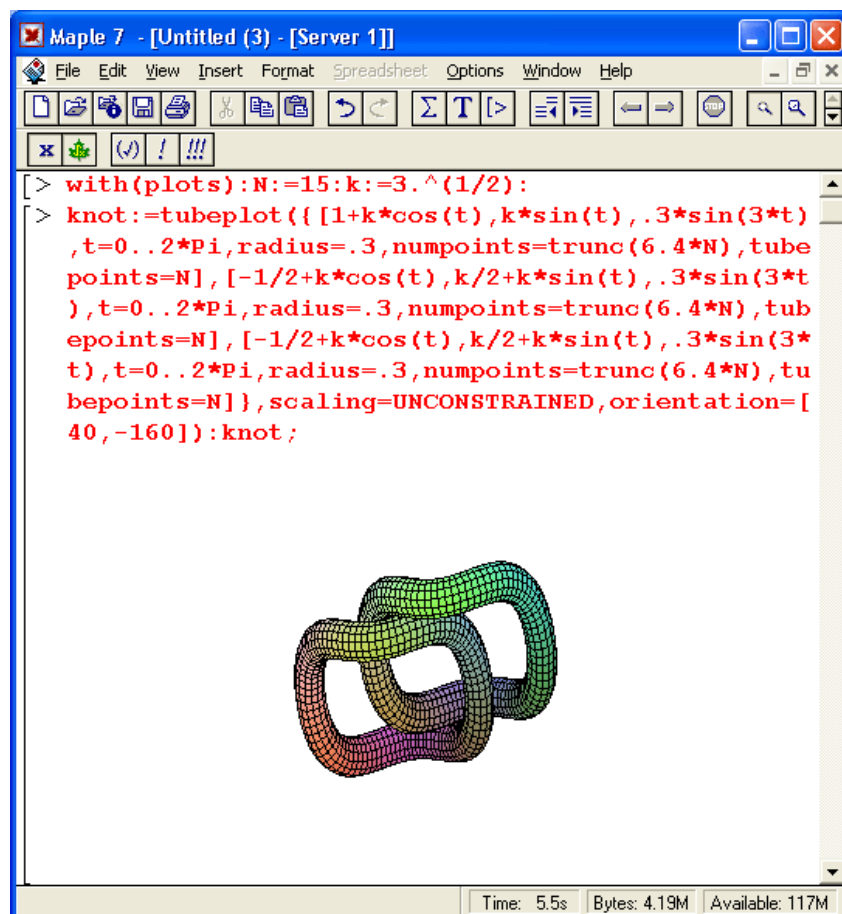 Maple 7 - [Untitled (3) - [Server 1]]
File Edit View Insert Format Spreadsheet Options Window Help
Σ T [> STOP
x (√) ! !!!
[> with(plots):N:=15:k:=3.^(1/2):
[> knot:=tubeplot({[1+k*cos(t),k*sin(t),.3*sin(3*t)
,t=0..2*Pi,radius=.3,numpoints=trunc(6.4*N),tube
points=N],[-1/2+k*cos(t),k/2+k*sin(t),.3*sin(3*t
),t=0..2*Pi,radius=.3,numpoints=trunc(6.4*N),tub
epoints=N],[-1/2+k*cos(t),k/2+k*sin(t),.3*sin(3*
t),t=0..2*Pi,radius=.3,numpoints=trunc(6.4*N),tu
bepoints=N]},scaling=UNCONSTRAINED,orientation=[
40,-160]):knot;
Time: 5.5s Bytes: 4.19M Available: 117M